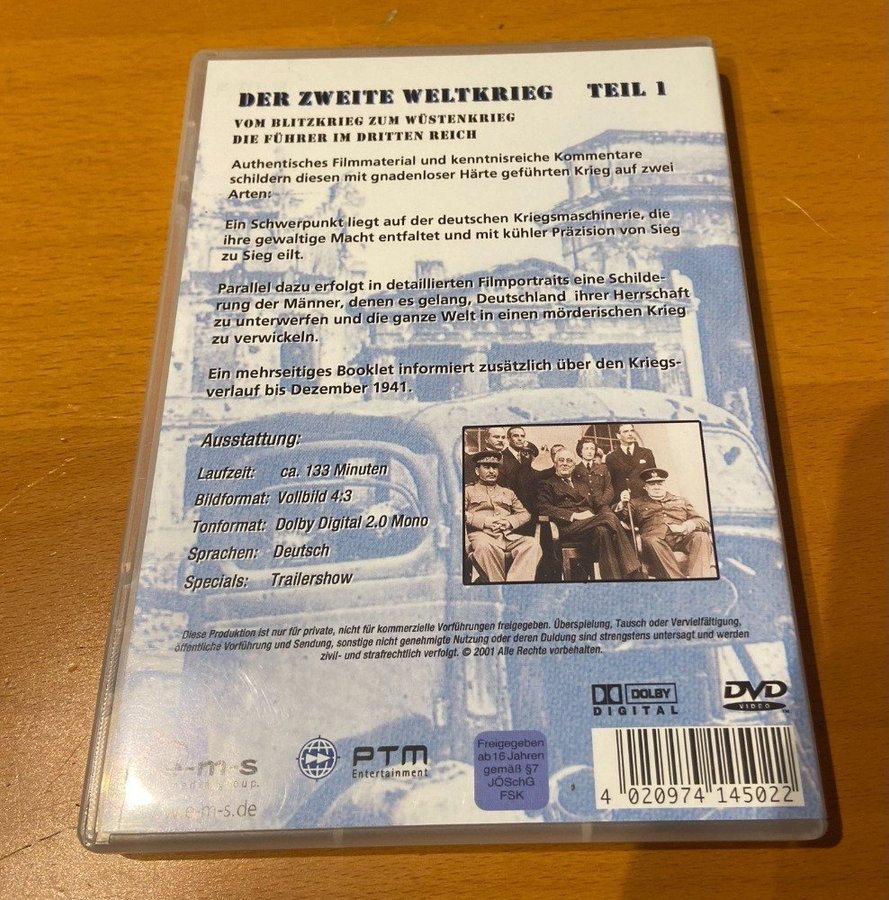 DER ZWEITE WELTKRIEG TEIL 1
VOM BLITZKRIEG ZUM WÜSTENKRIEG
DIE FÜHRER IM DRITTEN REICH
Authentisches Filmmaterial und kenntnisreiche Kommentare
schildern diesen mit gnadenloser Härte geführten Krieg auf zwei
Arten:
Ein Schwerpunkt liegt auf der deutschen Kriegsmaschinerie, die
ihre gewaltige Macht entfaltet und mit kühler Präzision von Sieg
zu Sieg eilt.
Parallel dazu erfolgt in detaillierten Filmportraits eine Schilde-
rung der Männer, denen es gelang, Deutschland ihrer Herrschaft
zu unterwerfen und die ganze Welt in einen mörderischen Krieg
zu verwickeln.
Ein mehrseitiges Booklet informiert zusätzlich über den Kriegs-
verlauf bis Dezember 1941.
Ausstattung:
Laufzeit: ca. 133 Minuten
Bildformat: Vollbild 4:3
Tonformat: Dolby Digital 2.0 Mono
Sprachen: Deutsch
Specials: Trailershow
Diese Produktion ist nur für private, nicht für kommerzielle Vorführungen freigegeben. Überspielung, Tausch oder Vervielfältigung,
öffentliche Vorführung und Sendung, sonstige nicht genehmigte Nutzung oder deren Duldung sind strengstens untersagt und werden
zivil- und strafrechtlich verfolgt. © 2001 Alle Rechte vorbehalten.
DOLBY
DIGITAL
DVD
VIDEO
e-m-s
e-m-s.de
PTM
Entertainment
Freigegeben
ab 16 Jahren
gemäß §7
JÖSchG
FSK
4 020974 145022